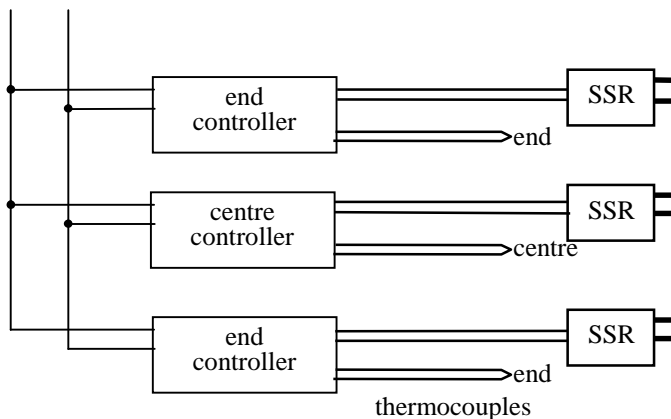 end
controller
SSR
end
centre
controller
SSR
centre
end
controller
SSR
end
thermocouples